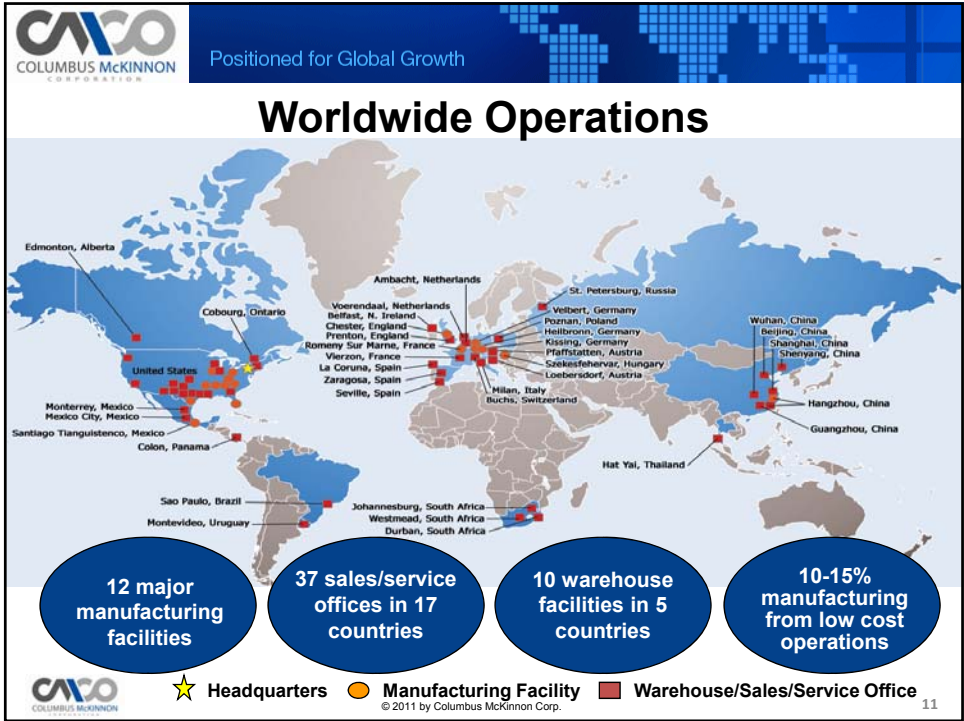 CMCO
COLUMBUS McKINNON
CORPORATION
Positioned for Global Growth
Worldwide Operations
Edmonton, Alberta
Cobourg, Ontario
United States
Monterrey, Mexico
Mexico City, Mexico
Santiago Tianguistenco, Mexico
Colon, Panama
Sao Paulo, Brazil
Montevideo, Uruguay
Ambacht, Netherlands
Voerendaal, Netherlands
Belfast, N. Ireland
Chester, England
Prenton, England
Romeny Sur Marne, France
Vierzon, France
La Coruna, Spain
Zaragosa, Spain
Seville, Spain
St. Petersburg, Russia
Velbert, Germany
Poznan, Poland
Heilbronn, Germany
Kissing, Germany
Pfaffstatten, Austria
Szekesfehervar, Hungary
Loebersdorf, Austria
Milan, Italy
Buchs, Switzerland
Johannesburg, South Africa
Westmead, South Africa
Durban, South Africa
Wuhan, China
Beijing, China
Shanghai, China
Shenyang, China
Hangzhou, China
Guangzhou, China
Hat Yai, Thailand
12 major
manufacturing
facilities
37 sales/service
offices in 17
countries
10 warehouse
facilities in 5
countries
10-15%
manufacturing
from low cost
operations
CMCO
COLUMBUS McKINNON
CORPORATION
Headquarters
Manufacturing Facility
Warehouse/Sales/Service Office
© 2011 by Columbus McKinnon Corp.
11